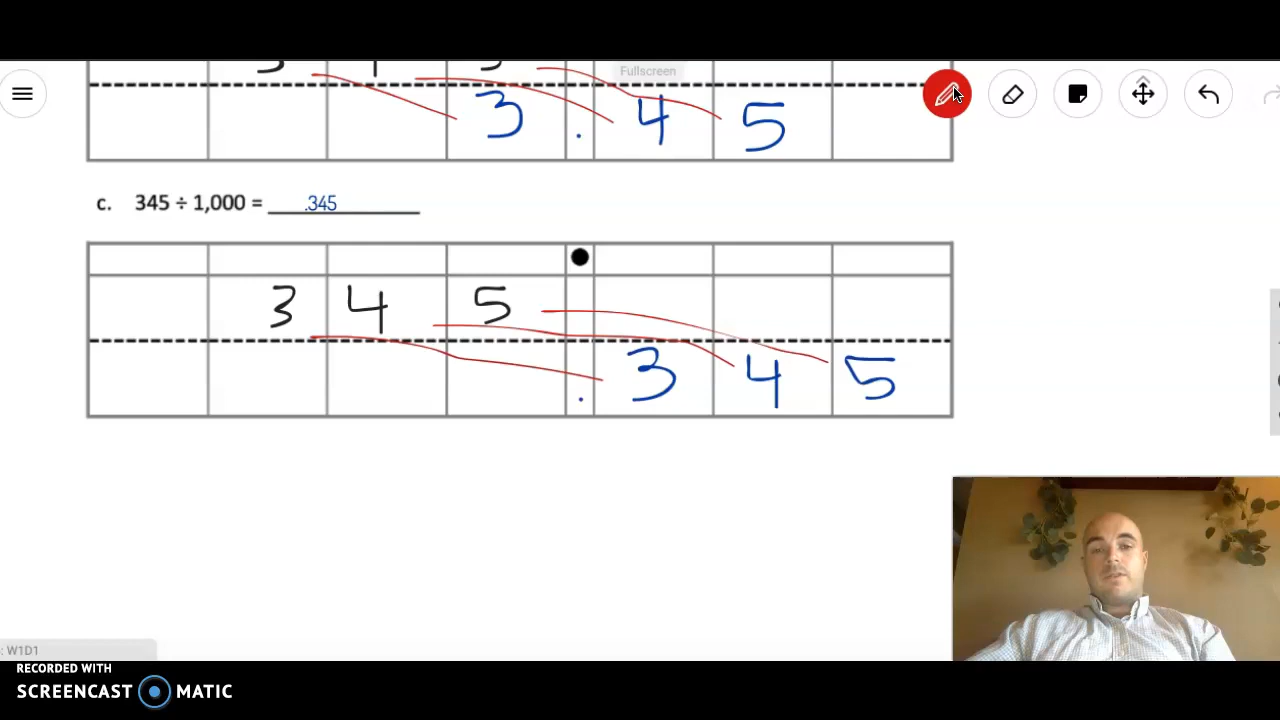 Fullscreen
3 . 4 5
c. 345 ÷ 1,000 = .345
3 4 5
. 3 4 5
: W1D1
RECORDED WITH
SCREENCAST MATIC